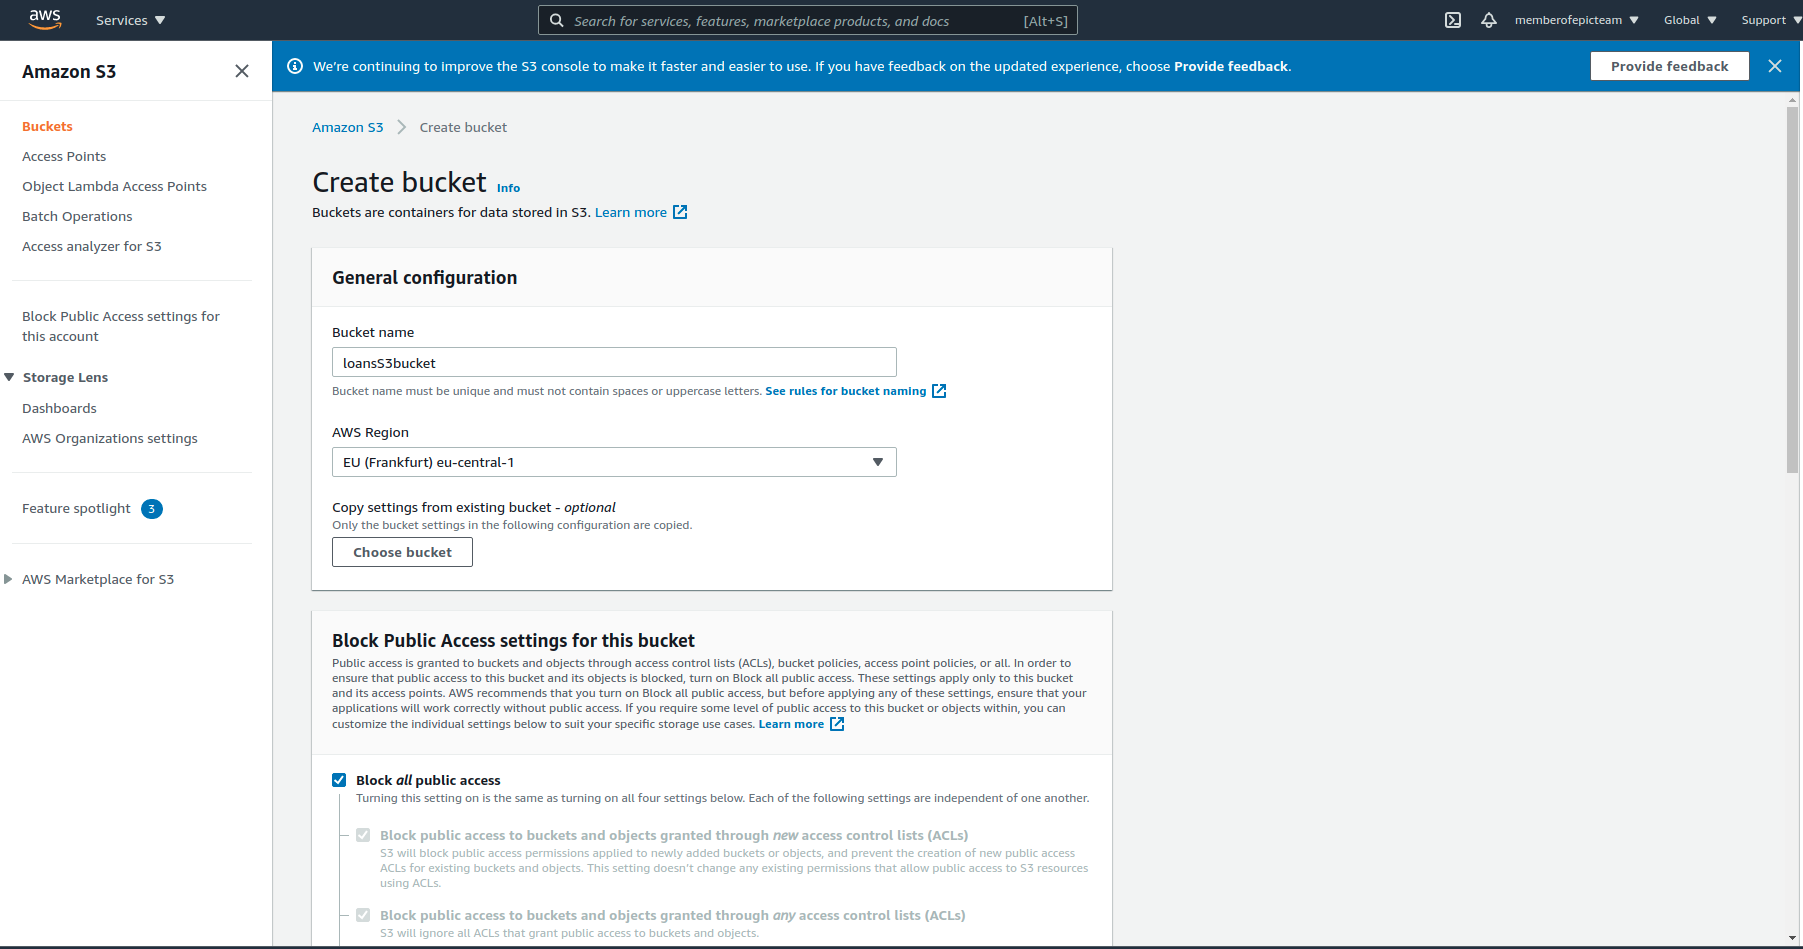 aws
Services
Search for services, features, marketplace products, and docs
[Alt+S]
memberofepicteam
Global
Support
Amazon S3
Buckets
Access Points
Object Lambda Access Points
Batch Operations
Access analyzer for S3
Block Public Access settings for
this account
Storage Lens
Dashboards
AWS Organizations settings
Feature spotlight 3
AWS Marketplace for S3
We're continuing to improve the S3 console to make it faster and easier to use. If you have feedback on the updated experience, choose Provide feedback.
Provide feedback
Amazon S3 Create bucket
Create bucket Info
Buckets are containers for data stored in S3. Learn more
General configuration
Bucket name
loansS3bucket
Bucket name must be unique and must not contain spaces or uppercase letters. See rules for bucket naming
AWS Region
EU (Frankfurt) eu-central-1
Copy settings from existing bucket - optional
Only the bucket settings in the following configuration are copied.
Choose bucket
Block Public Access settings for this bucket
Public access is granted to buckets and objects through access control lists (ACLs), bucket policies, access point policies, or all. In order to
ensure that public access to this bucket and its objects is blocked, turn on Block all public access. These settings apply only to this bucket
and its access points. AWS recommends that you turn on Block all public access, but before applying any of these settings, ensure that your
applications will work correctly without public access. If you require some level of public access to this bucket or objects within, you can
customize the individual settings below to suit your specific storage use cases. Learn more
Block all public access
Turning this setting on is the same as turning on all four settings below. Each of the following settings are independent of one another.
Block public access to buckets and objects granted through new access control lists (ACLs)
S3 will block public access permissions applied to newly added buckets or objects, and prevent the creation of new public access
ACLs for existing buckets and objects. This setting doesn't change any existing permissions that allow public access to S3 resources
using ACLs.
Block public access to buckets and objects granted through any access control lists (ACLs)
S3 will ignore all ACLs that grant public access to buckets and objects.